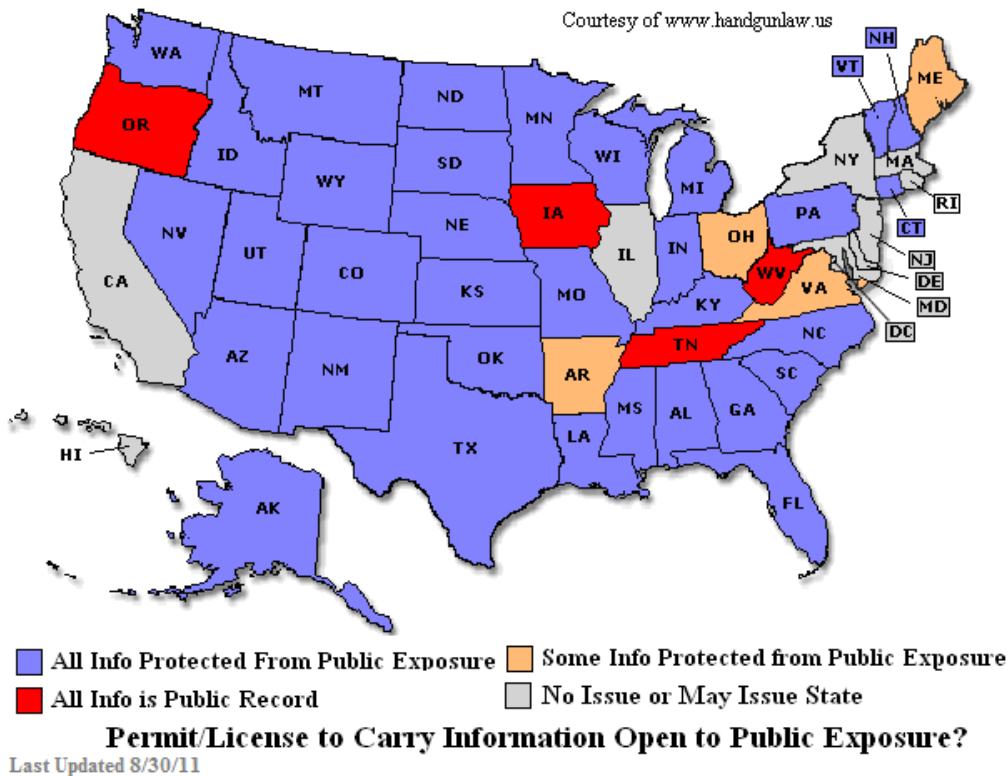 Courtesy of www.handgunlaw.us
WA
MT
ND
MN
NH
VT
ME
OR
ID
SD
WI
NY
MA
WY
MI
RI
IA
PA
NE
CT
NV
OH
IL
IN
UT
NJ
CO
WV
CA
DE
VA
KS
MO
KY
MD
DC
NC
TN
AZ
OK
NM
AR
SC
MS
AL
GA
LA
TX
HI
FL
AK
All Info Protected From Public Exposure
Some Info Protected from Public Exposure
All Info is Public Record
No Issue or May Issue State
Permit/License to Carry Information Open to Public Exposure?
Last Updated 8/30/11